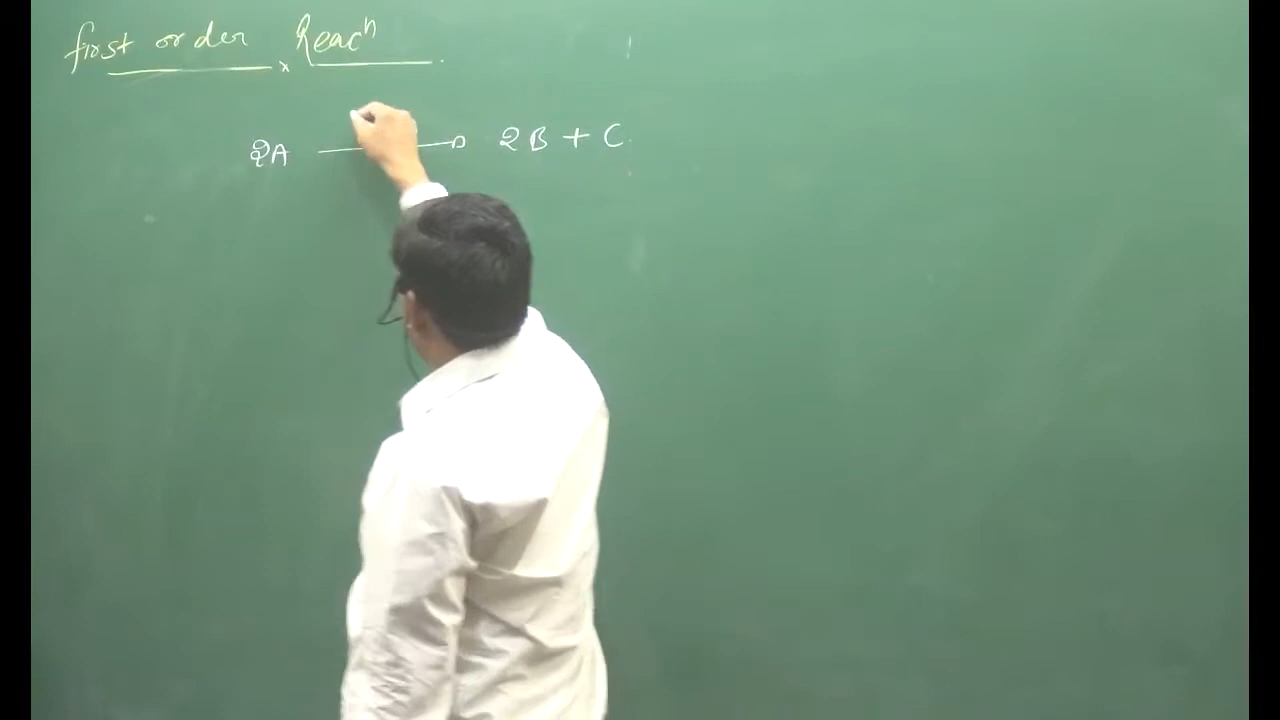 first order Reacⁿ
2A → 2B + C